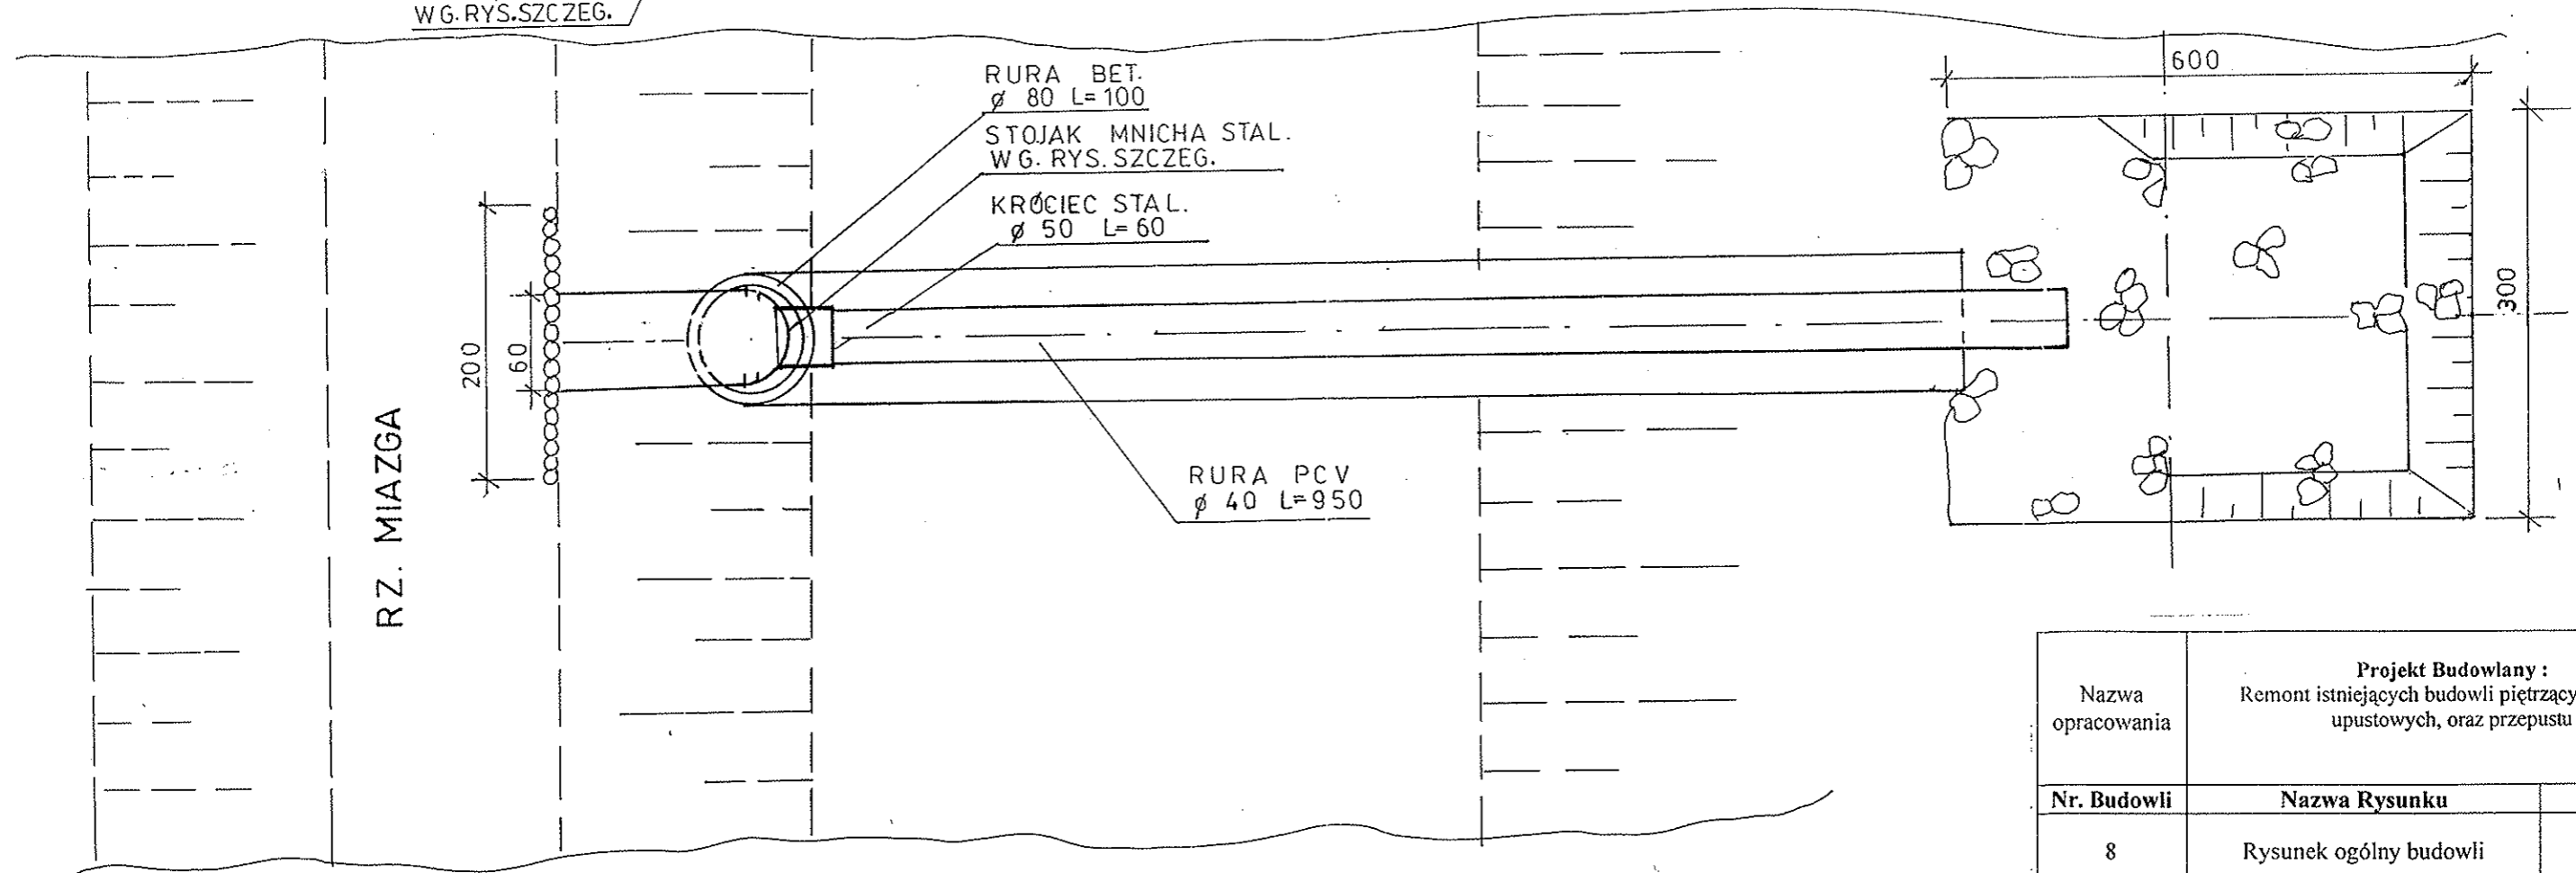 WG. RYS. SZCZEG.
600
RURA BET.
ø 80 L=100
STOJAK MNICHA STAL.
WG. RYS. SZCZEG.
KRÓCIEC STAL.
ø 50 L=60
300
200
60
RZ. MIAZGA
RURA PCV
ø 40 L=950
Projekt Budowlany :
Nazwa opracowania
Remont istniejących budowli piętrzący
upustowych, oraz przepustu
Nr. Budowli
Nazwa Rysunku
8
Rysunek ogólny budowli